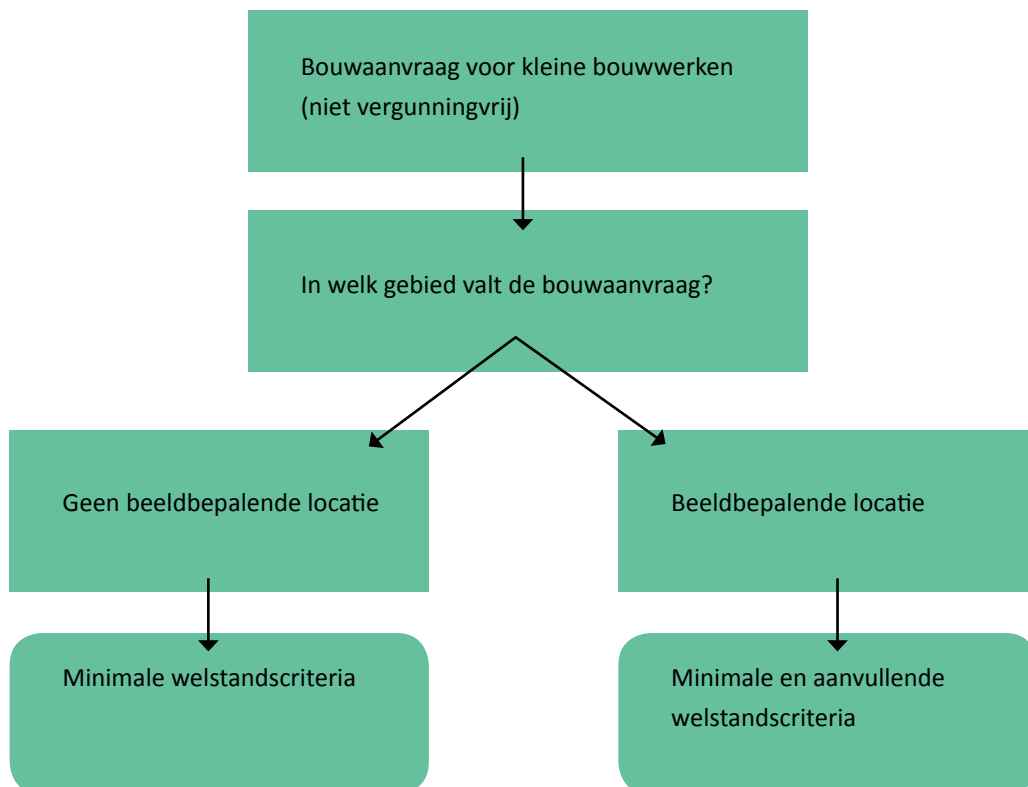 Bouwaanvraag voor kleine bouwwerken
(niet vergunningvrij)
In welk gebied valt de bouwaanvraag?
Geen beeldbepalende locatie
Beeldbepalende locatie
Minimale welstandscriteria
Minimale en aanvullende
welstandscriteria